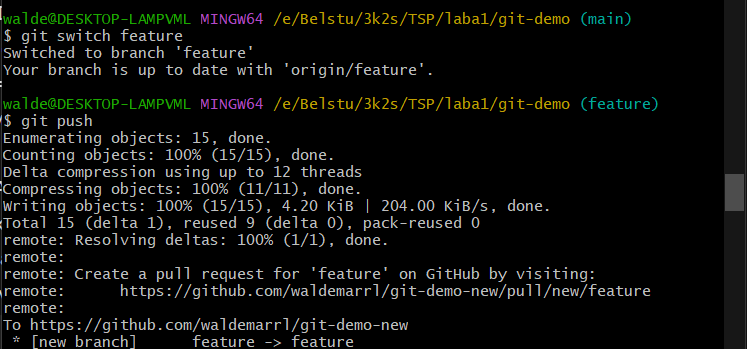 walde@DESKTOP-LAMPVML MINGW64 /e/Belstu/3k2s/TSP/laba1/git-demo (main)
$ git switch feature
Switched to branch 'feature'
Your branch is up to date with 'origin/feature'.
walde@DESKTOP-LAMPVML MINGW64 /e/Belstu/3k2s/TSP/laba1/git-demo (feature)
$ git push
Enumerating objects: 15, done.
Counting objects: 100% (15/15), done.
Delta compression using up to 12 threads
Compressing objects: 100% (11/11), done.
Writing objects: 100% (15/15), 4.20 KiB | 204.00 KiB/s, done.
Total 15 (delta 1), reused 9 (delta 0), pack-reused 0
remote: Resolving deltas: 100% (1/1), done.
remote:
remote: Create a pull request for 'feature' on GitHub by visiting:
remote:      https://github.com/waldemarrl/git-demo-new/pull/new/feature
remote:
To https://github.com/waldemarrl/git-demo-new
 * [new branch]      feature -> feature